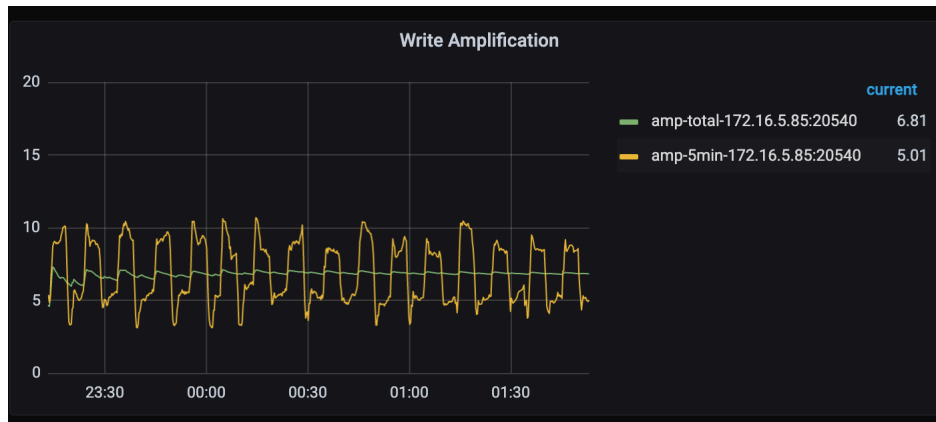 Write Amplification
20
15
10
5
0
23:30 00:00 00:30 01:00 01:30
current
amp-total-172.16.5.85:20540 6.81
amp-5min-172.16.5.85:20540 5.01